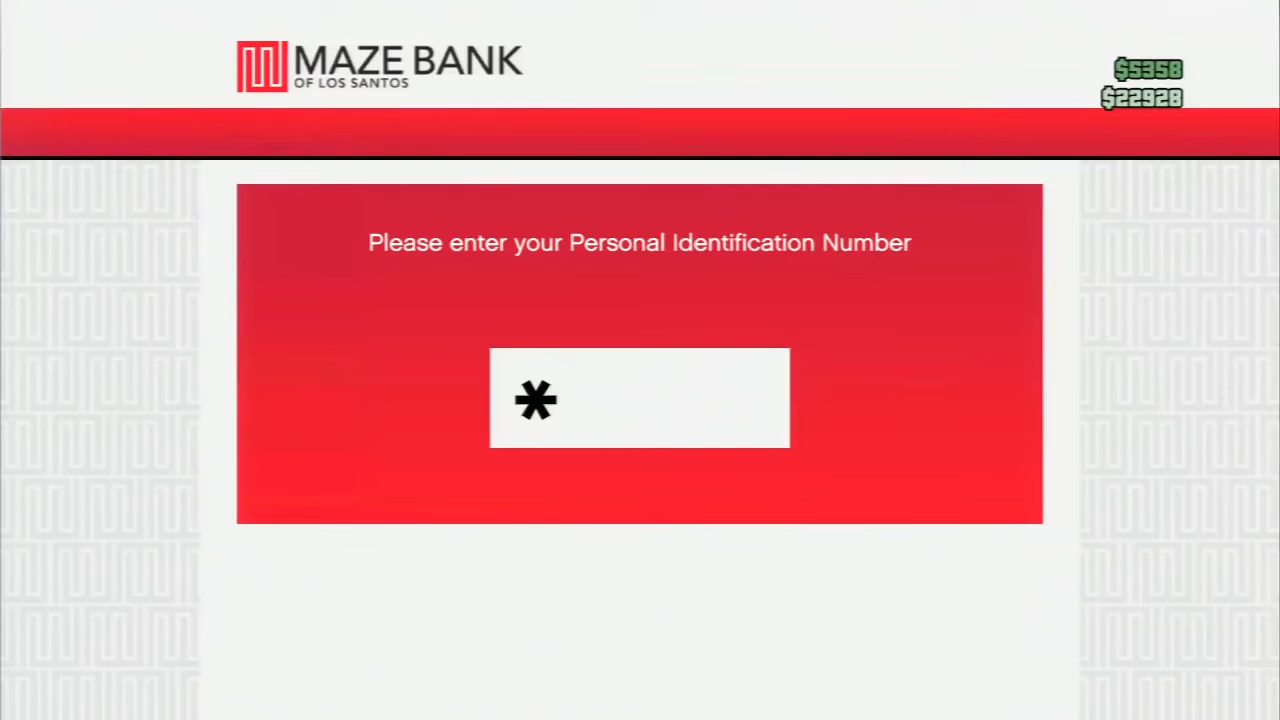 MAZE BANK
OF LOS SANTOS
$5358
$22928
Please enter your Personal Identification Number
*